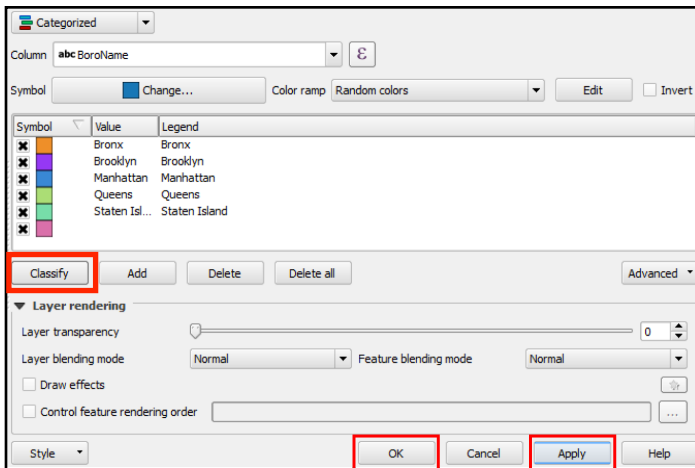 Categorized
Column abc BoroName ε
Symbol Change... Color ramp Random colors Edit Invert
Symbol Value Legend
Bronx Bronx
Brooklyn Brooklyn
Manhattan Manhattan
Queens Queens
Staten Isl... Staten Island
Classify Add Delete Delete all Advanced
Layer rendering
Layer transparency 0
Layer blending mode Normal Feature blending mode Normal
Draw effects
Control feature rendering order ...
Style OK Cancel Apply Help